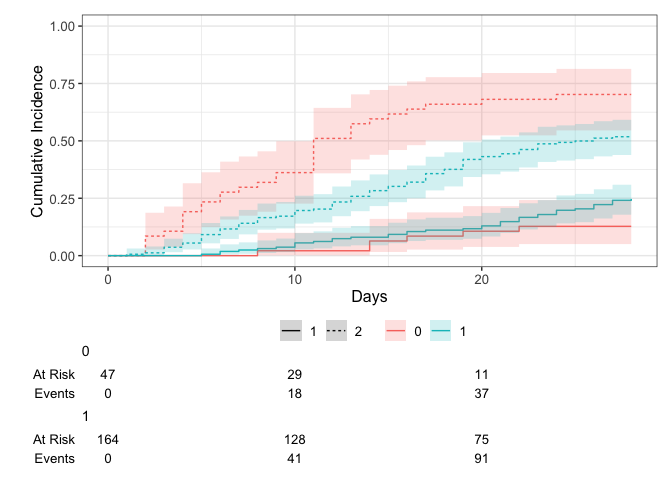 1.00
0.75
0.50
0.25
0.00
Cumulative Incidence
0 10 20
Days
1 2 0 1
0
At Risk 47 29 11
Events 0 18 37
1
At Risk 164 128 75
Events 0 41 91